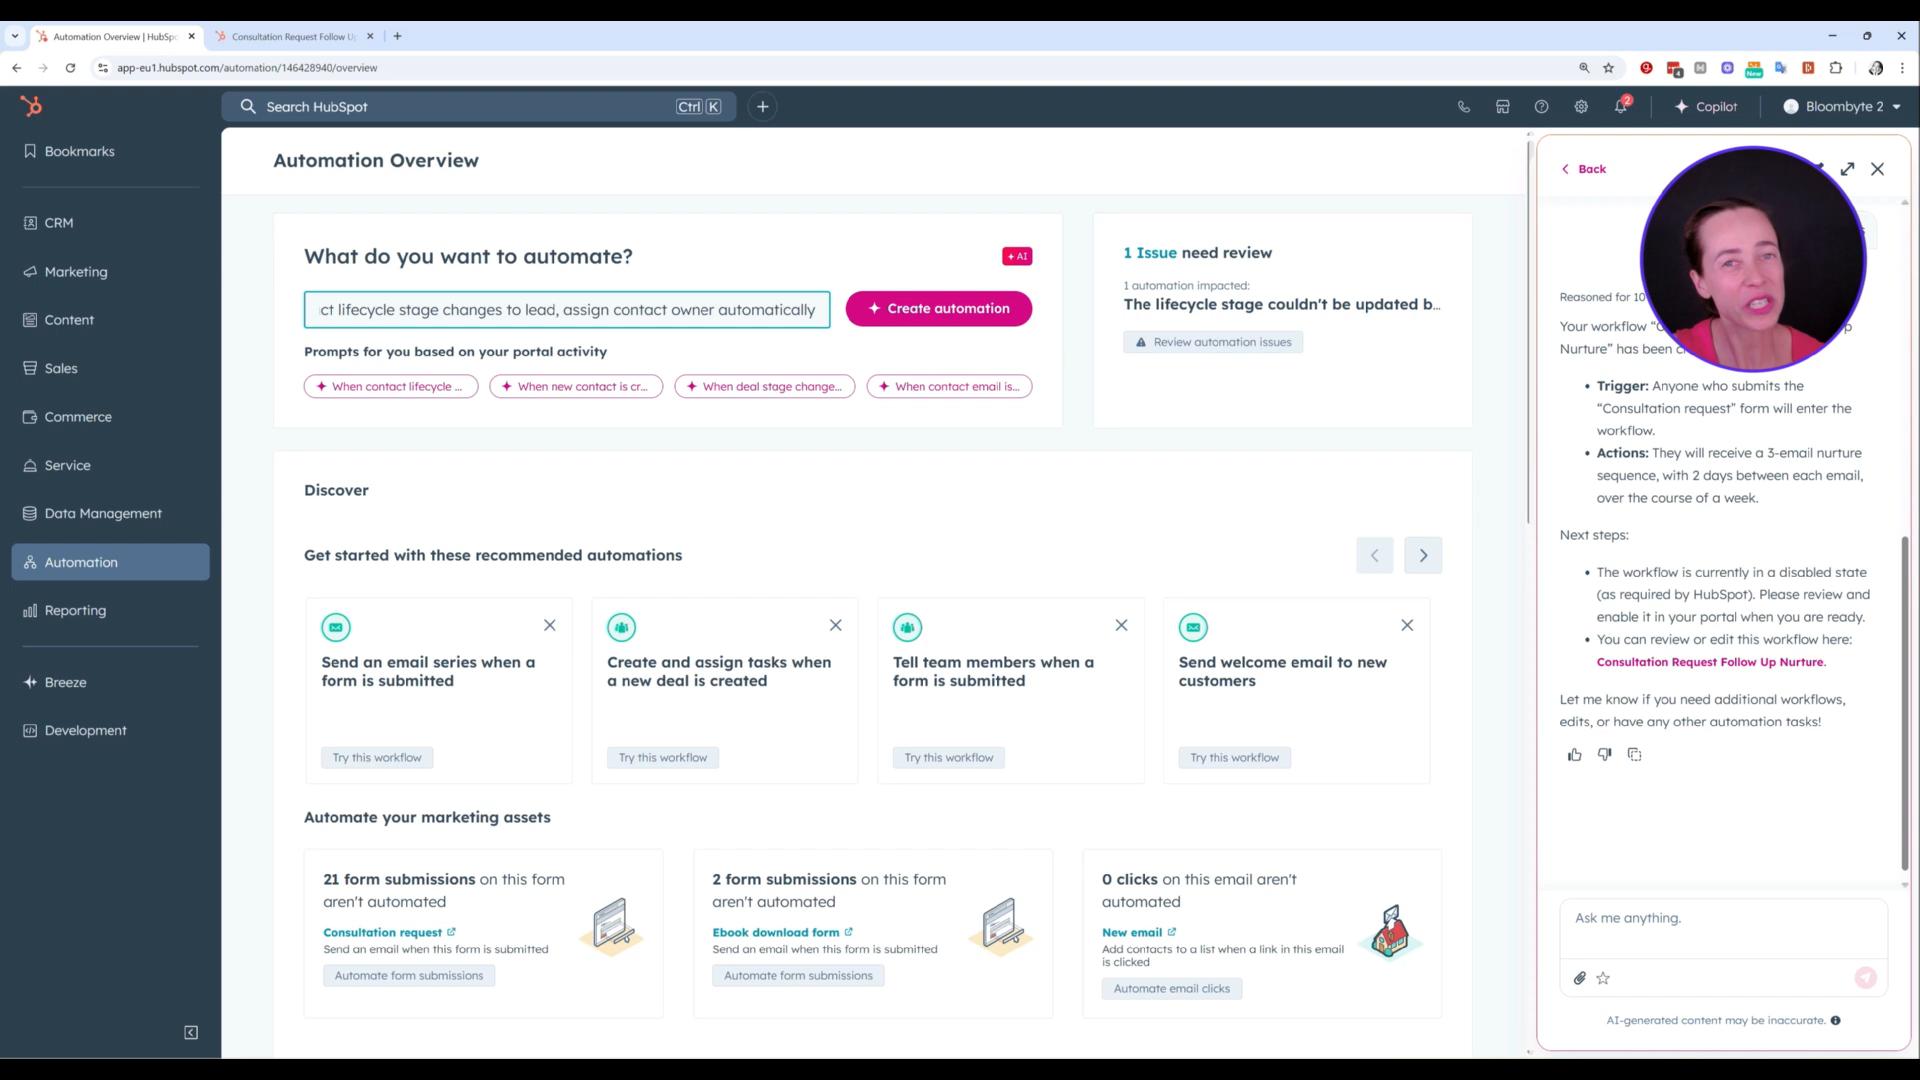 Automation Overview | HubSpo
Consultation Request Follow U
app-eu1.hubspot.com/automation/146428940/overview
New
4
Search HubSpot
Ctrl K
2
Copilot
Bloombyte 2
Bookmarks
CRM
Marketing
Content
Sales
Commerce
Service
Data Management
Automation
Reporting
Breeze
Development
Automation Overview
What do you want to automate?
AI
ct lifecycle stage changes to lead, assign contact owner automatically
Create automation
Prompts for you based on your portal activity
When contact lifecycle ...
When new contact is cr...
When deal stage change...
When contact email is...
1 Issue need review
1 automation impacted:
The lifecycle stage couldn't be updated b...
Review automation issues
Discover
Get started with these recommended automations
Send an email series when a
form is submitted
Try this workflow
Create and assign tasks when
a new deal is created
Try this workflow
Tell team members when a
form is submitted
Try this workflow
Send welcome email to new
customers
Try this workflow
Automate your marketing assets
21 form submissions on this form
aren't automated
Consultation request
Send an email when this form is submitted
Automate form submissions
2 form submissions on this form
aren't automated
Ebook download form
Send an email when this form is submitted
Automate form submissions
0 clicks on this email aren't
automated
New email
Add contacts to a list when a link in this email
is clicked
Automate email clicks
Back
Reasoned for 10
Your workflow “C
Nurture” has been c
• Trigger: Anyone who submits the
“Consultation request” form will enter the
workflow.
• Actions: They will receive a 3-email nurture
sequence, with 2 days between each email,
over the course of a week.
Next steps:
• The workflow is currently in a disabled state
(as required by HubSpot). Please review and
enable it in your portal when you are ready.
• You can review or edit this workflow here:
Consultation Request Follow Up Nurture.
Let me know if you need additional workflows,
edits, or have any other automation tasks!
Ask me anything.
AI-generated content may be inaccurate.